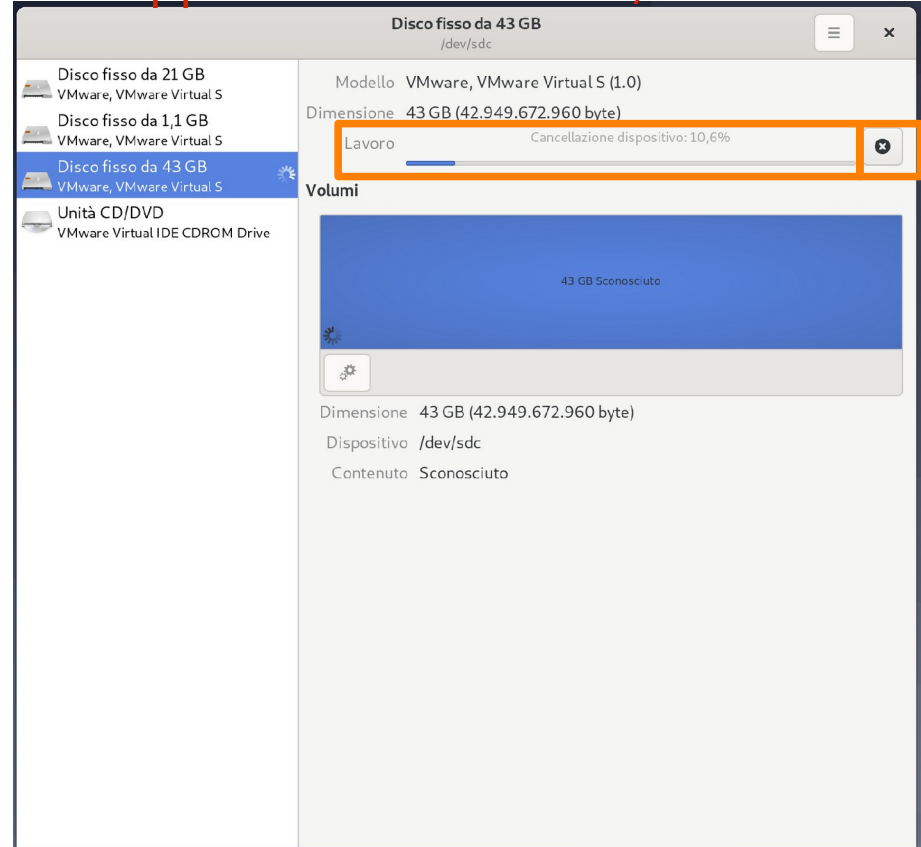 Disco fisso da 43 GB
/dev/sdc
Disco fisso da 21 GB
VMware, VMware Virtual S
Disco fisso da 1,1 GB
VMware, VMware Virtual S
Disco fisso da 43 GB
VMware, VMware Virtual S
Unità CD/DVD
VMware Virtual IDE CDROM Drive
Modello VMware, VMware Virtual S (1.0)
Dimensione 43 GB (42.949.672.960 byte)
Lavoro Cancellazione dispositivo: 10,6%
Volumi
43 GB Sconosciuto
Dimensione 43 GB (42.949.672.960 byte)
Dispositivo /dev/sdc
Contenuto Sconosciuto